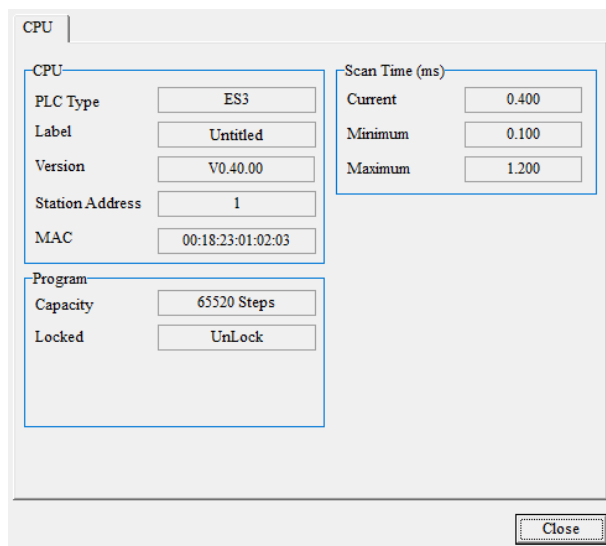 CPU
CPU
PLC Type ES3
Label Untitled
Version V0.40.00
Station Address 1
MAC 00:18:23:01:02:03
Program
Capacity 65520 Steps
Locked UnLock
Scan Time (ms)
Current 0.400
Minimum 0.100
Maximum 1.200
Close